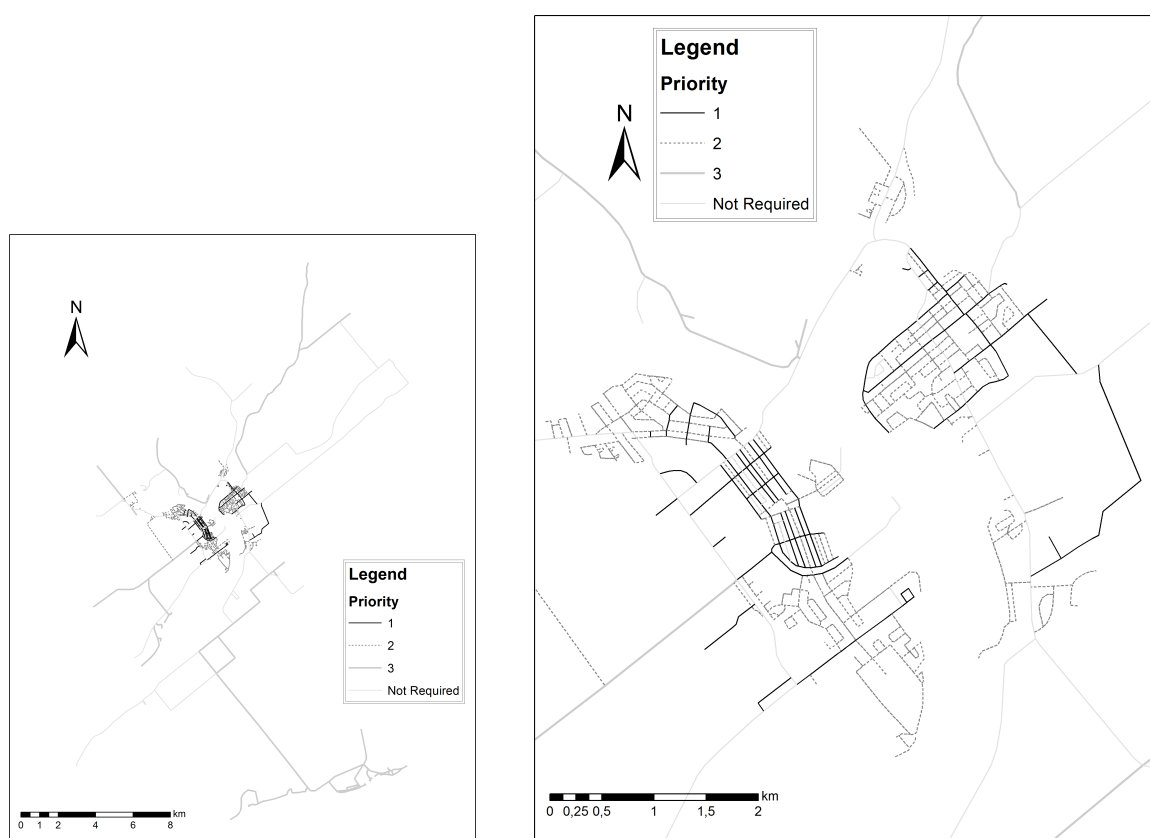 N
Legend
Priority
1
2
3
Not Required
km
0 1 2 4 6 8
Legend
Priority
1
2
3
Not Required
N
km
0 0,25 0,5 1 1,5 2